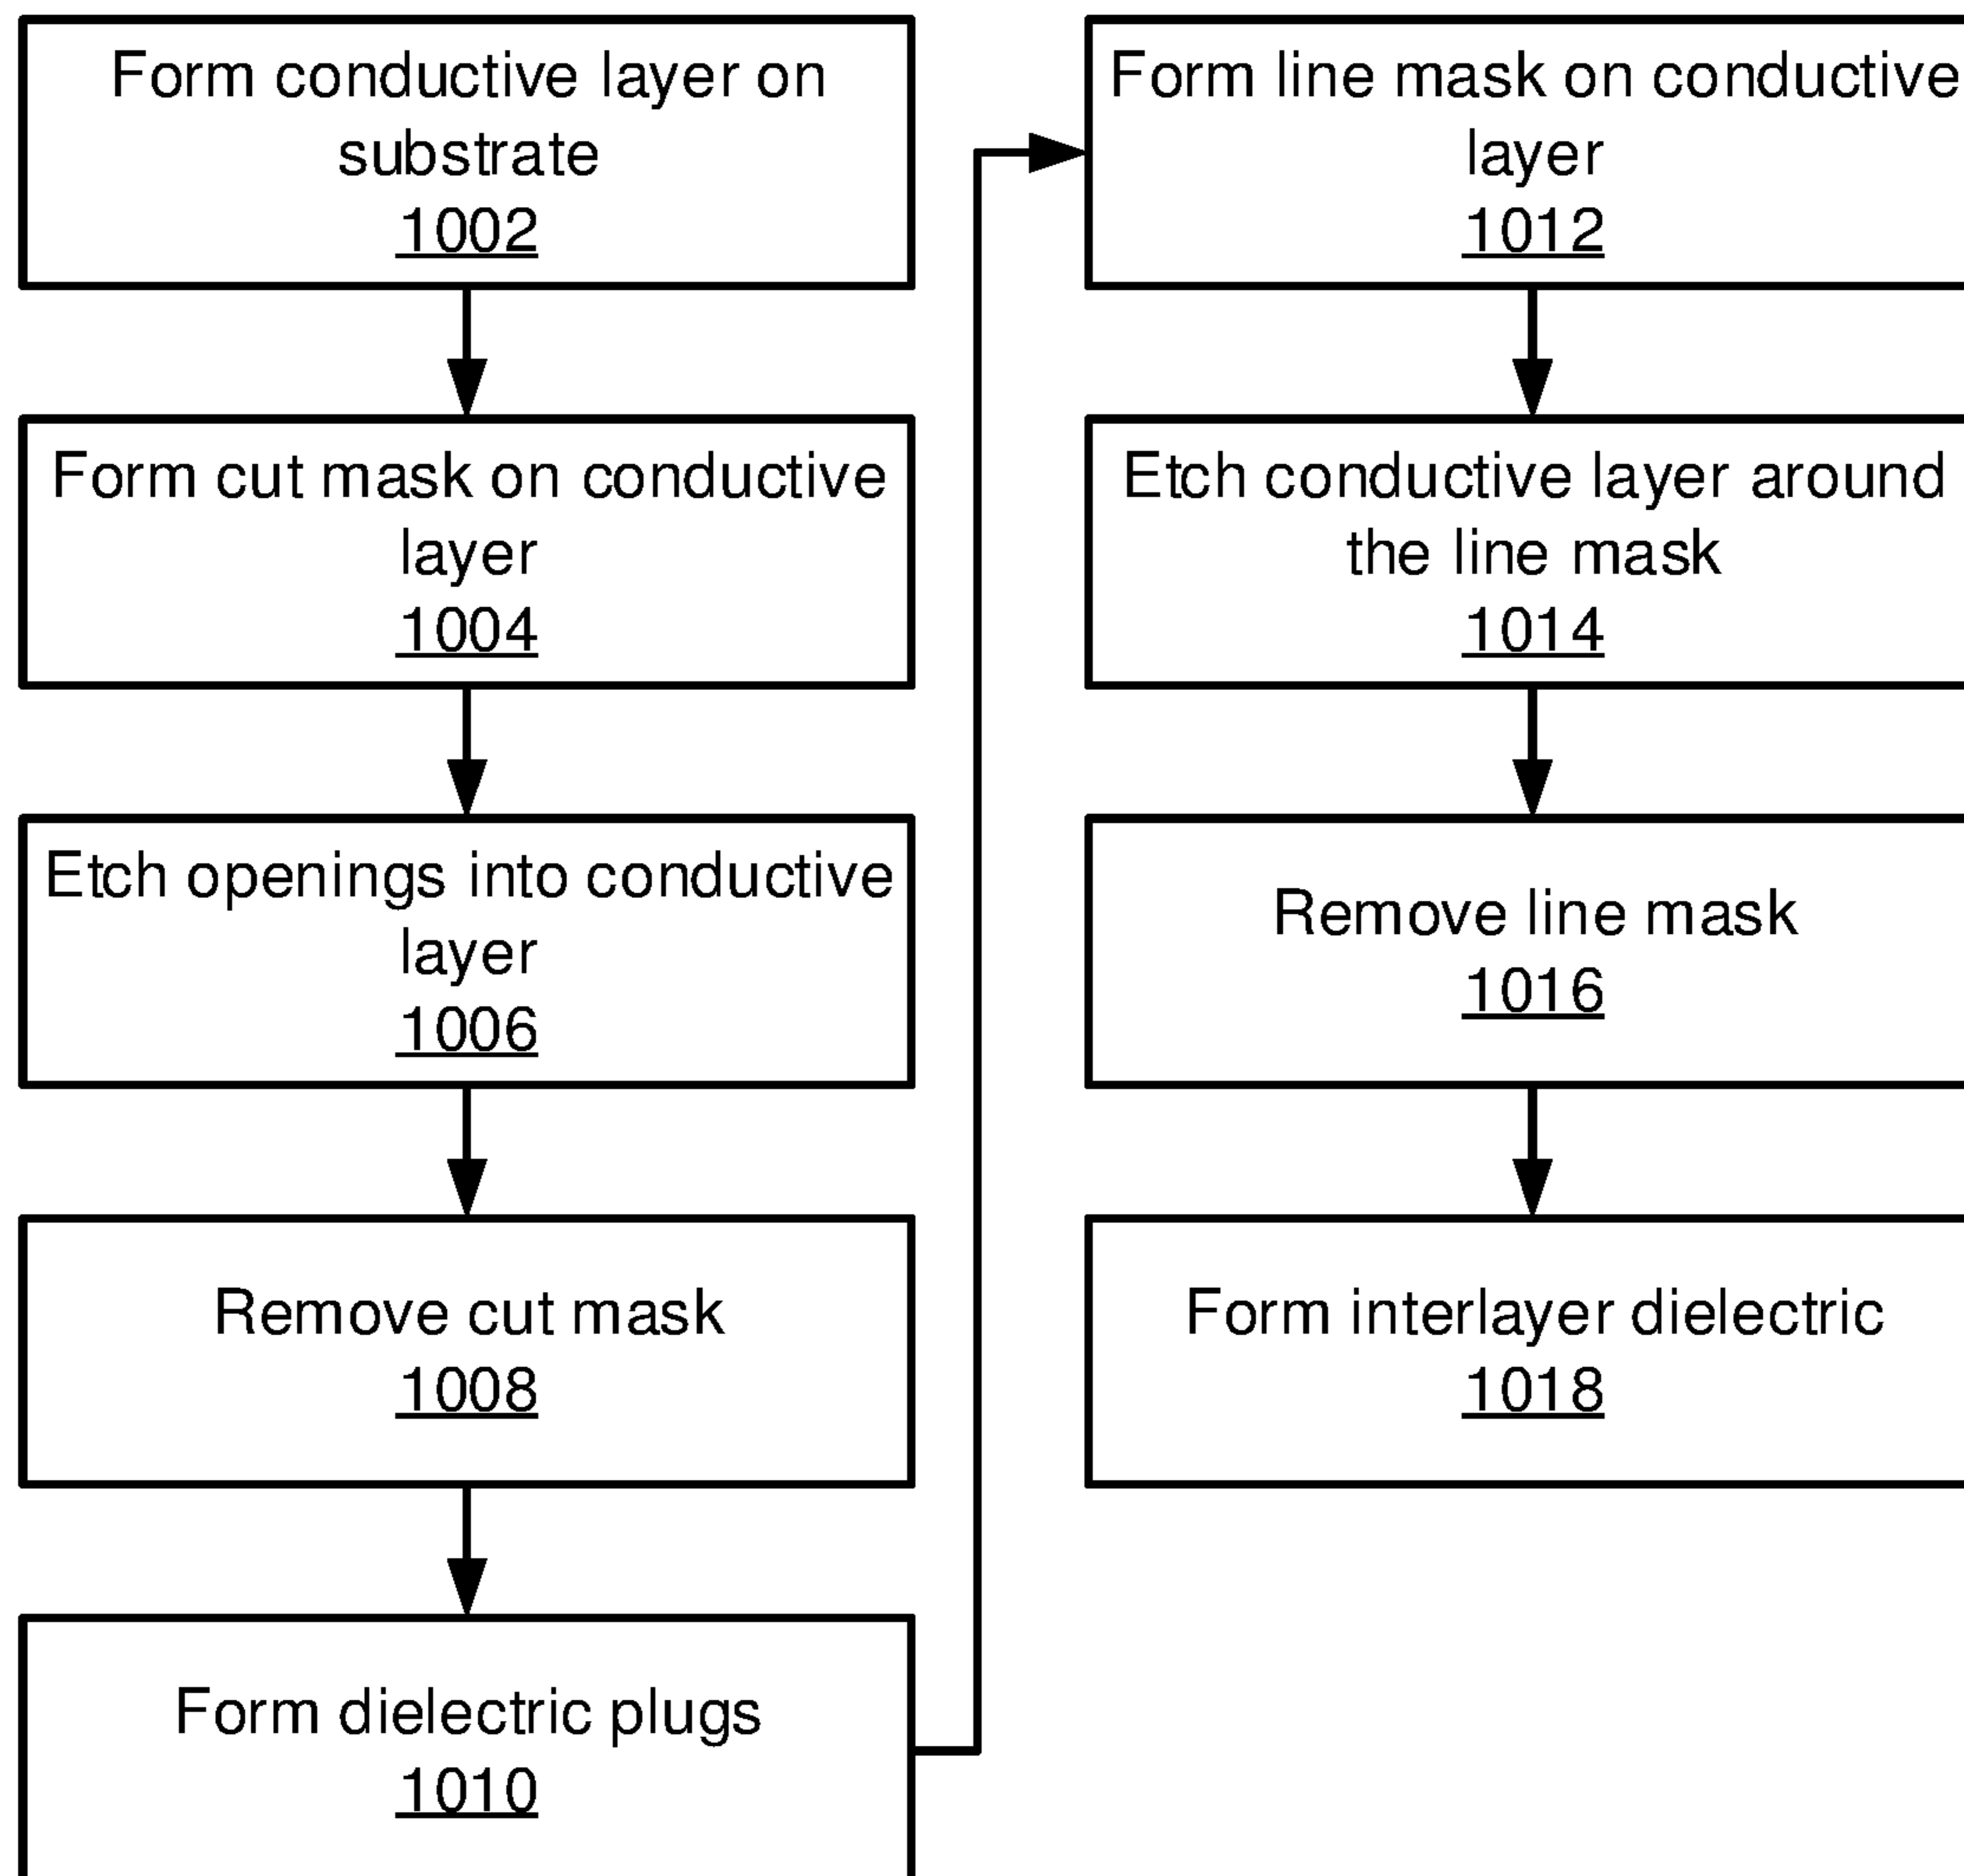 Form conductive layer on
substrate
1002
Form cut mask on conductive
layer
1004
Etch openings into conductive
layer
1006
Remove cut mask
1008
Form dielectric plugs
1010
Form line mask on conductive
layer
1012
Etch conductive layer around
the line mask
1014
Remove line mask
1016
Form interlayer dielectric
1018